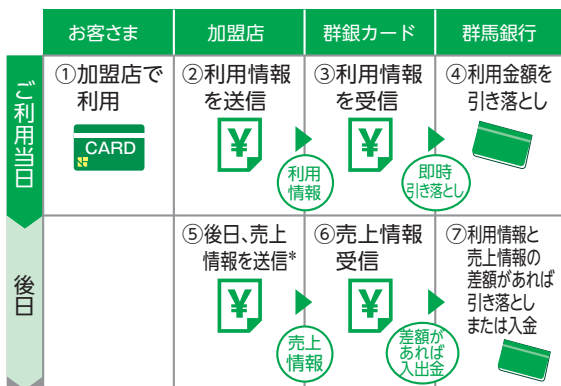 お客さま
加盟店
群銀カード
群馬銀行
ご利用当日
①加盟店で
利用
CARD
②利用情報
を送信
¥
利用
情報
③利用情報
を受信
¥
即時
引き落とし
④利用金額を
引き落とし
後日
⑤後日、売上
情報を送信*
¥
売上
情報
⑥売上情報
受信
¥
差額が
あれば
入出金
⑦利用情報と
売上情報の
差額があれば
引き落とし
または入金